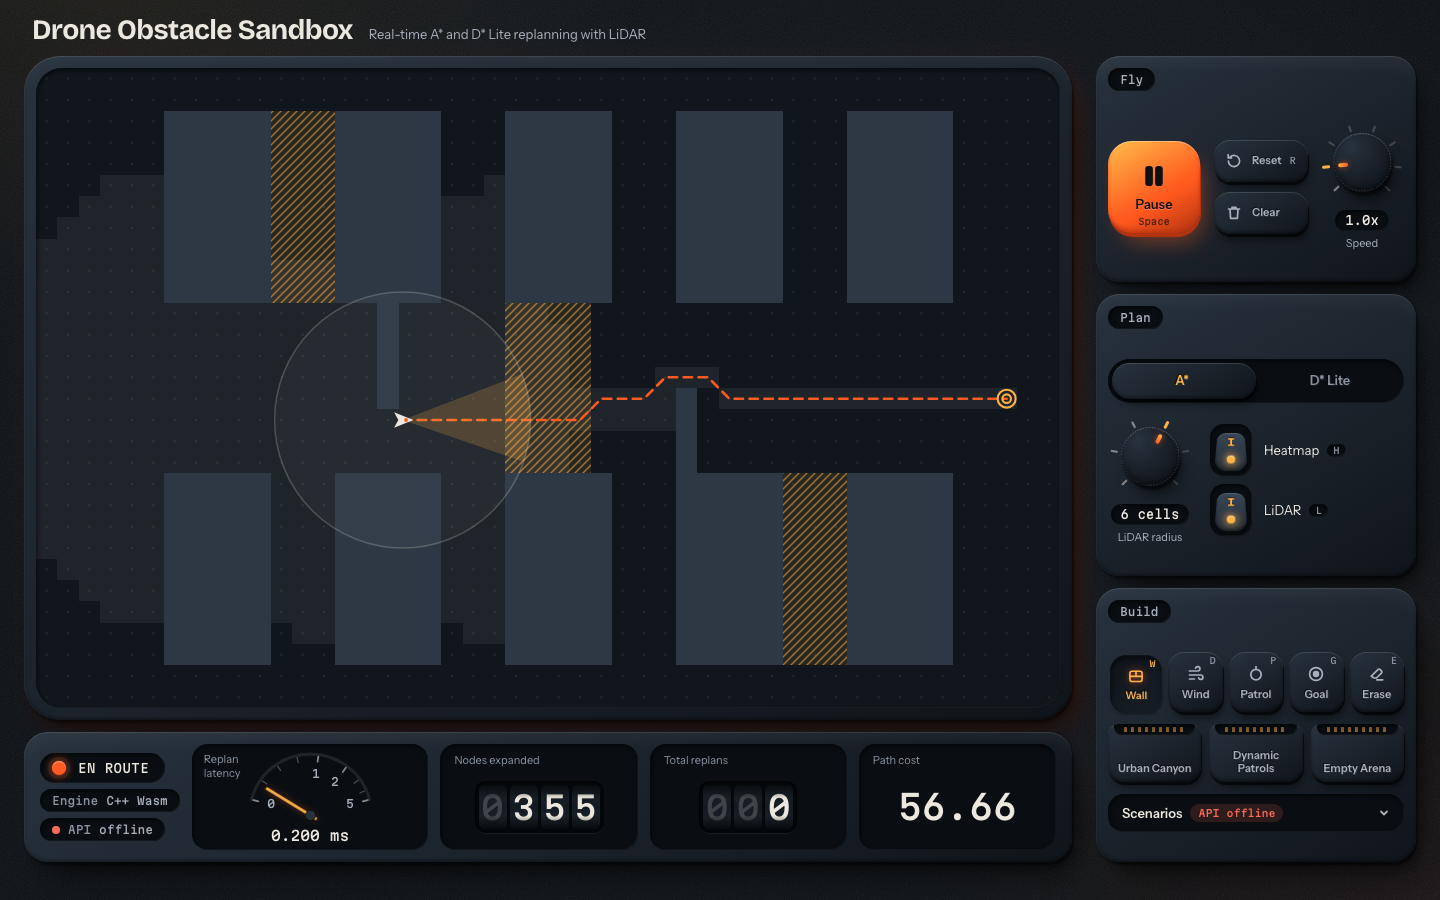 Drone Obstacle Sandbox
Real-time A* and D* Lite replanning with LiDAR
Fly
Pause
Space
Reset R
Clear
1.0x
Speed
Plan
A*
D* Lite
6 cells
LiDAR radius
I
Heatmap H
I
LiDAR L
Build
Wall W
Wind D
Patrol P
Goal G
Erase E
Urban Canyon
Dynamic
Patrols
Empty Arena
Scenarios API offline
EN ROUTE
Engine C++ Wasm
API offline
Replan
latency
0 1 2 5
0.200 ms
Nodes expanded
0355
Total replans
000
Path cost
56.66